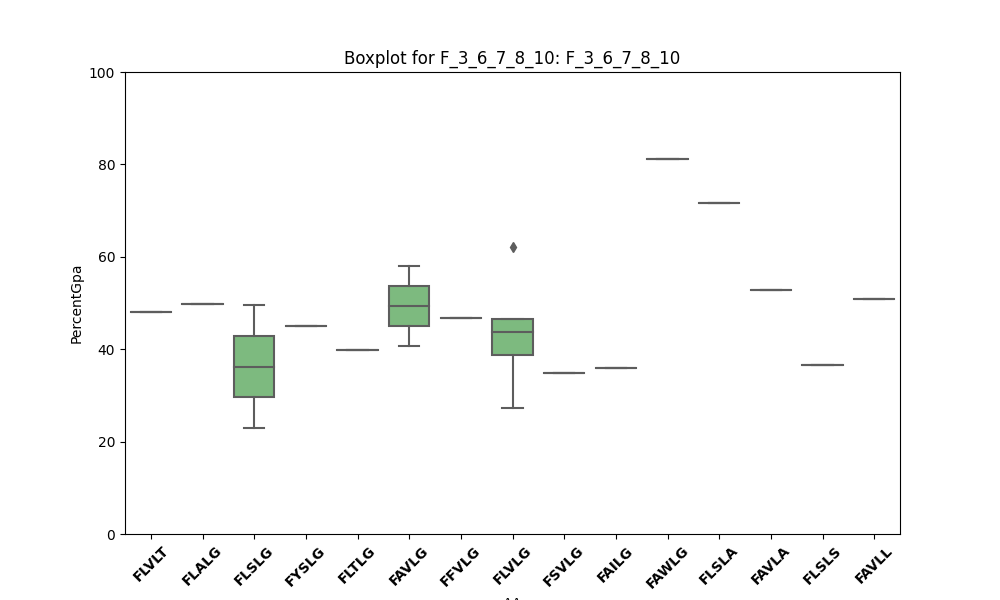 Boxplot for F_3_6_7_8_10: F_3_6_7_8_10
100
80
60
40
20
0
PercentGpa
FLVLT
FLALG
FLSLG
FYSLG
FLTLG
FAVLG
FFVLG
FLVLG
FSVLG
FAILG
FAWLG
FLSLA
FAVLA
FLSLS
FAVLL